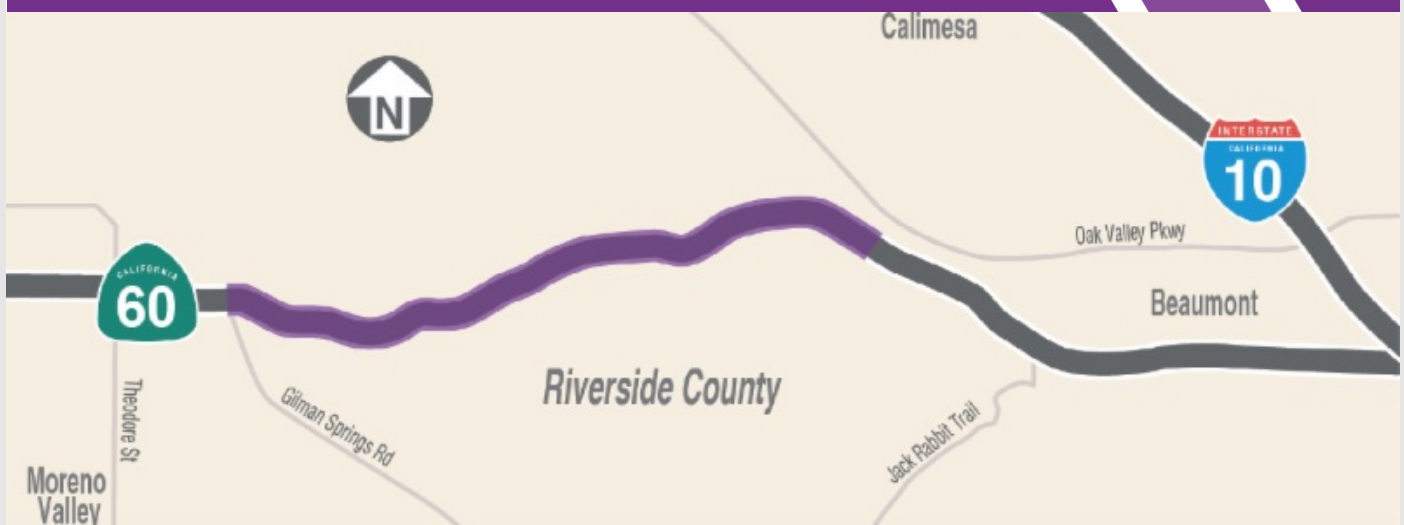 Calimesa
N
INTERSTATE
CALIFORNIA
10
Oak Valley Pkwy
CALIFORNIA
60
Beaumont
Riverside County
Theodore St
Gilman Springs Rd
Jack Rabbit Trail
Moreno
Valley